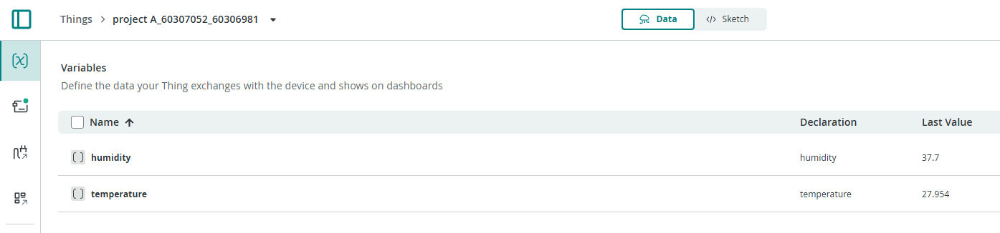 Things > project A_60307052_60306981
Data
</> Sketch
Variables
Define the data your Thing exchanges with the device and shows on dashboards
Name ↑ Declaration Last Value
humidity humidity 37.7
temperature temperature 27.954